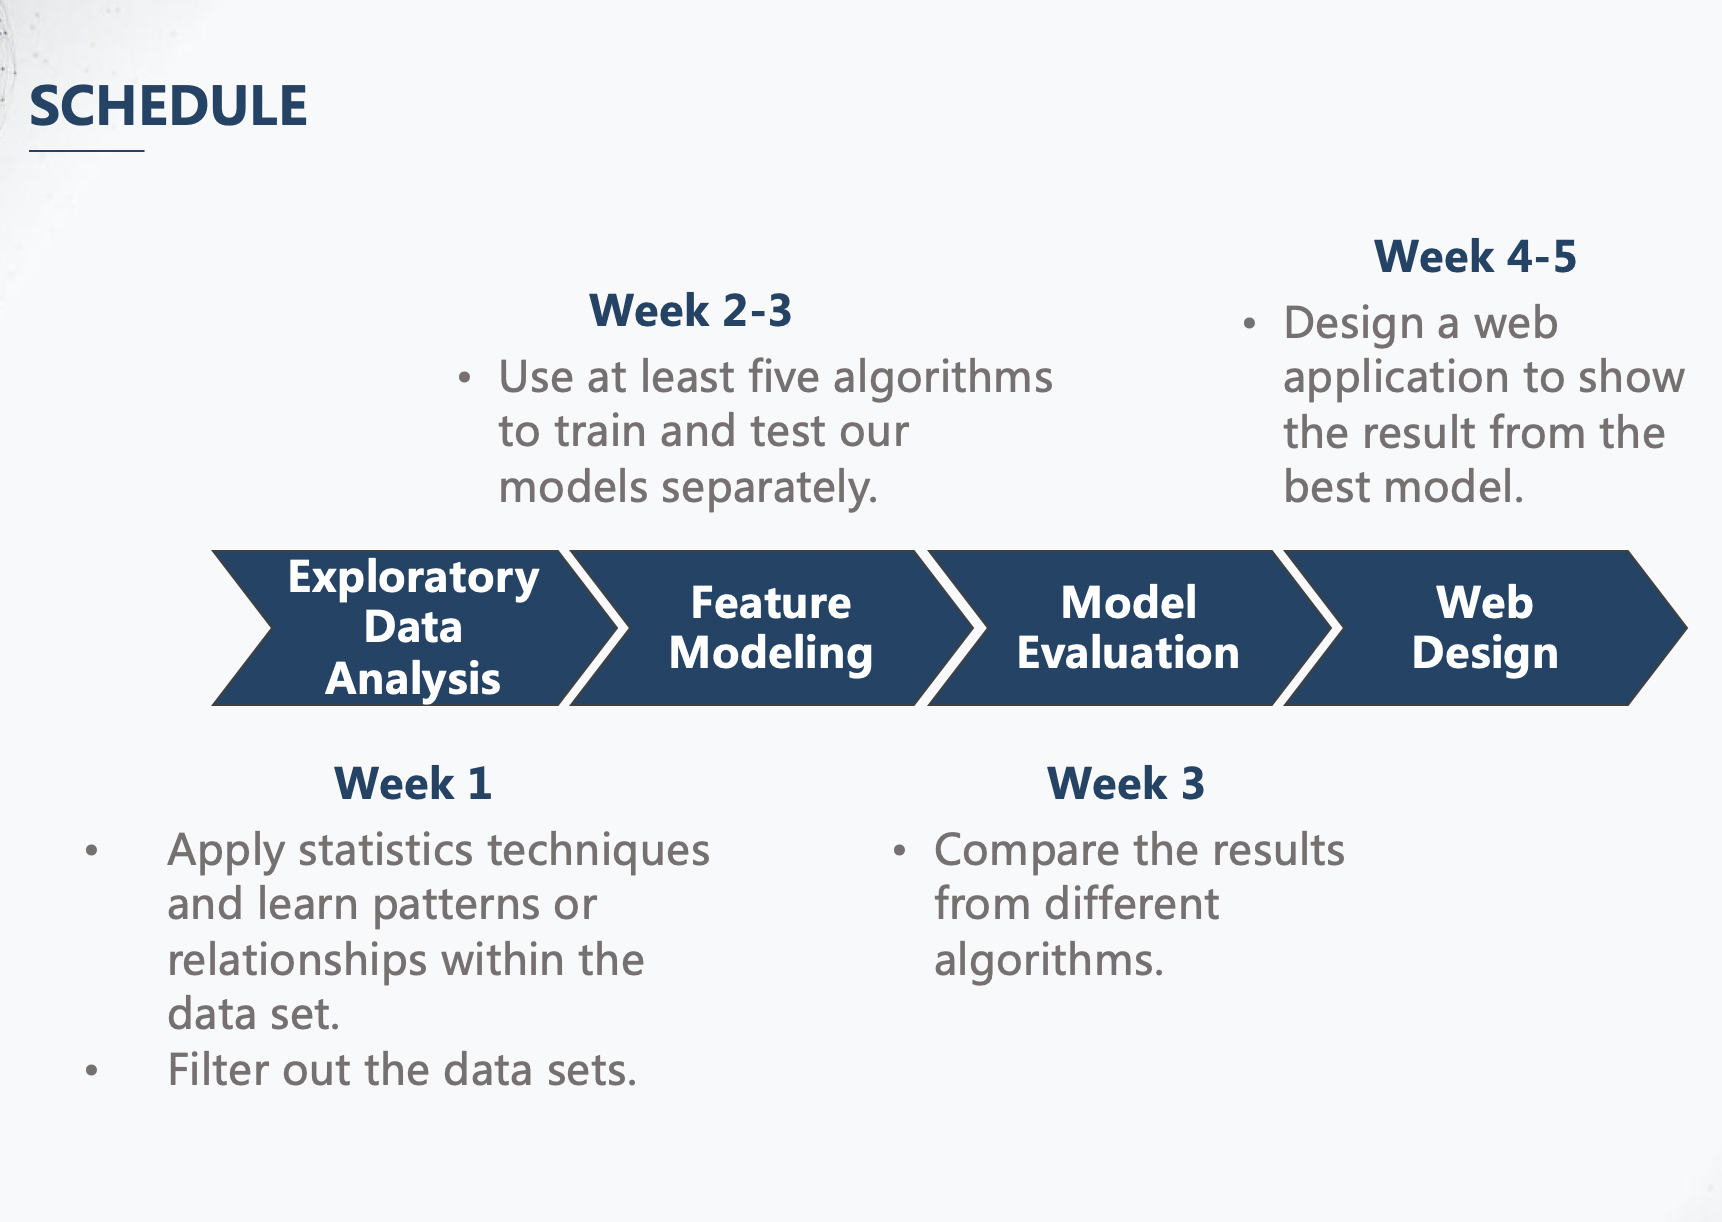 SCHEDULE
Week 4-5
• Design a web
application to show
the result from the
best model.
Week 2-3
• Use at least five algorithms
to train and test our
models separately.
Exploratory
Data
Analysis
Feature
Modeling
Model
Evaluation
Web
Design
Week 1
• Apply statistics techniques
and learn patterns or
relationships within the
data set.
• Filter out the data sets.
Week 3
• Compare the results
from different
algorithms.